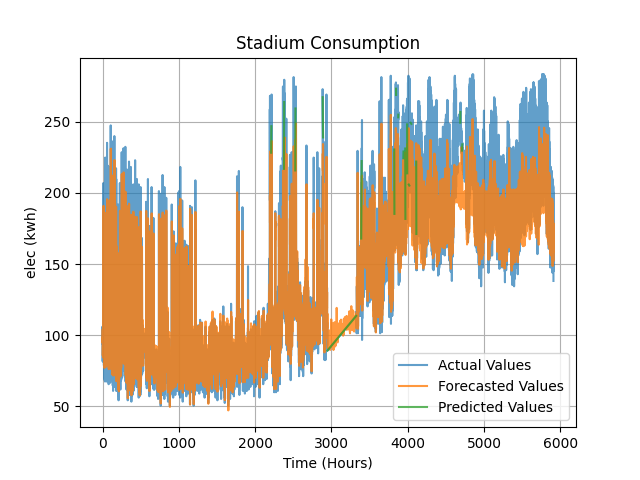 Stadium Consumption
elec (kwh)
250
200
150
100
50
0
1000
2000
3000
4000
5000
6000
Time (Hours)
Actual Values
Forecasted Values
Predicted Values